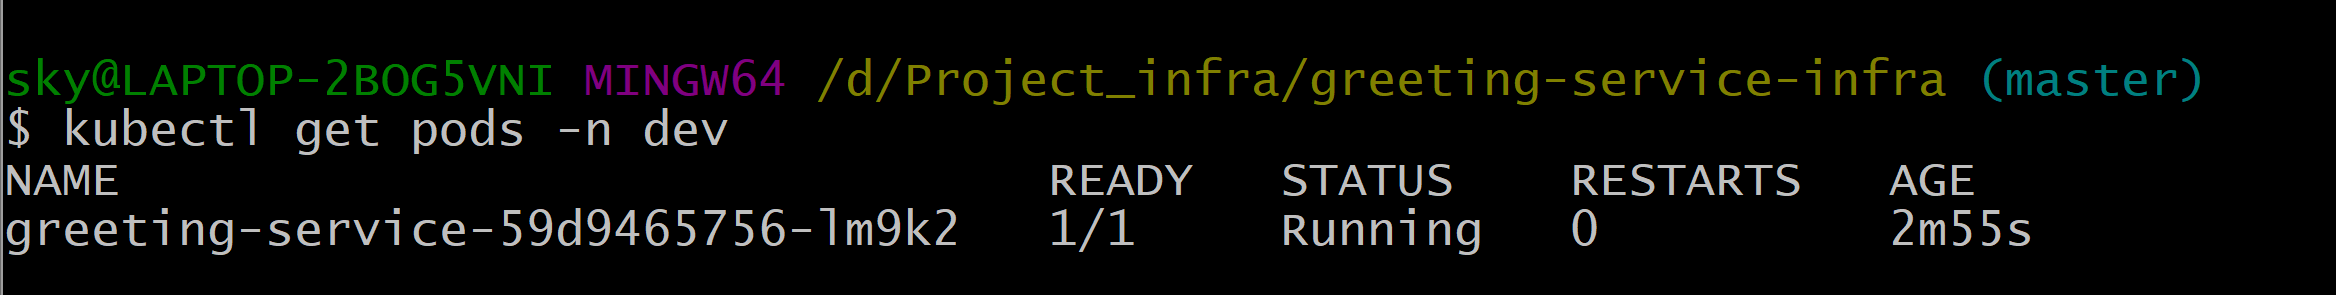 sky@LAPTOP-2BOG5VNI MINGW64 /d/Project_infra/greeting-service-infra (master)
$ kubectl get pods -n dev
NAME READY STATUS RESTARTS AGE
greeting-service-59d9465756-lm9k2 1/1 Running 0 2m55s